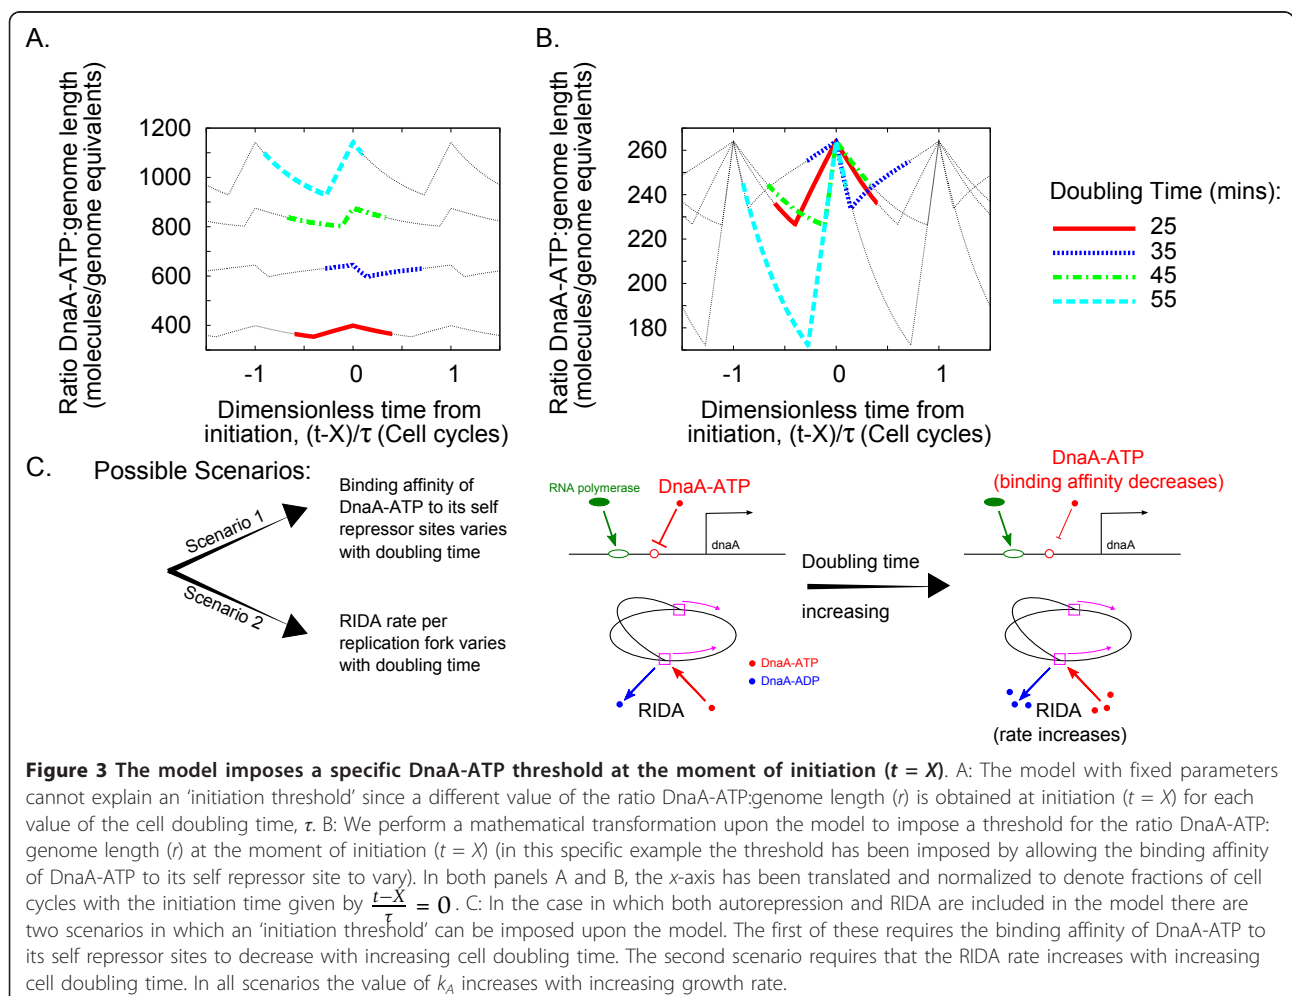 A.
Ratio DnaA-ATP:genome length
(molecules/genome equivalents)
1200
1000
800
600
400
-1
0
1
Dimensionless time from
initiation, (t-X)/τ (Cell cycles)
B.
Ratio DnaA-ATP:genome length
(molecules/genome equivalents)
260
240
220
200
180
-1
0
1
Dimensionless time from
initiation, (t-X)/τ (Cell cycles)
Doubling Time (mins):
25
35
45
55
C.
Possible Scenarios:
Scenario 1
Scenario 2
Binding affinity of
DnaA-ATP to its self
repressor sites varies
with doubling time
RIDA rate per
replication fork varies
with doubling time
RNA polymerase
DnaA-ATP
dnaA
DnaA-ATP
DnaA-ADP
RIDA
Doubling time
increasing
DnaA-ATP
(binding affinity decreases)
dnaA
RIDA
(rate increases)
Figure 3 The model imposes a specific DnaA-ATP threshold at the moment of initiation (t = X). A: The model with fixed parameters
cannot explain an ‘initiation threshold’ since a different value of the ratio DnaA-ATP:genome length (r) is obtained at initiation (t = X) for each
value of the cell doubling time, τ. B: We perform a mathematical transformation upon the model to impose a threshold for the ratio DnaA-ATP:
genome length (r) at the moment of initiation (t = X) (in this specific example the threshold has been imposed by allowing the binding affinity
of DnaA-ATP to its self repressor site to vary). In both panels A and B, the x-axis has been translated and normalized to denote fractions of cell
cycles with the initiation time given by (t−X)/τ = 0. C: In the case in which both autorepression and RIDA are included in the model there are
two scenarios in which an ‘initiation threshold’ can be imposed upon the model. The first of these requires the binding affinity of DnaA-ATP to
its self repressor sites to decrease with increasing cell doubling time. The second scenario requires that the RIDA rate increases with increasing
cell doubling time. In all scenarios the value of k_A increases with increasing growth rate.